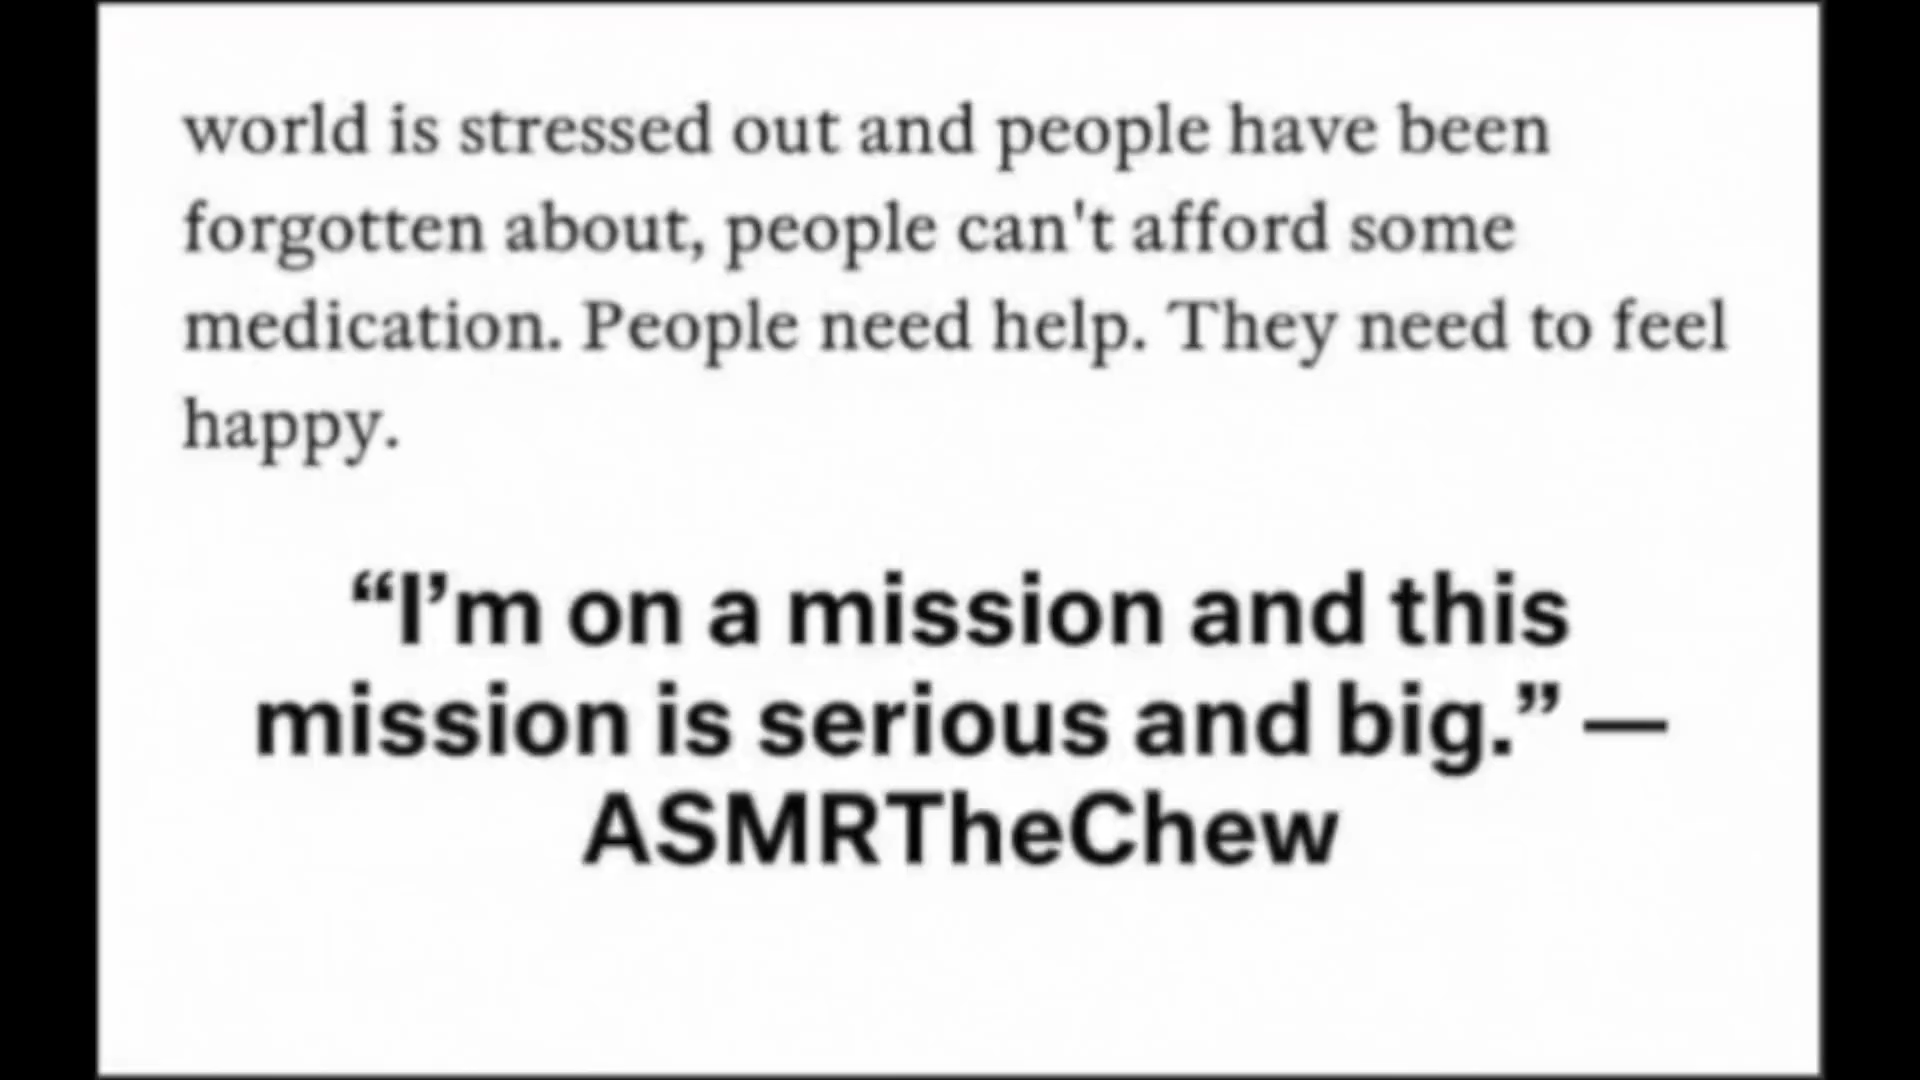 world is stressed out and people have been
forgotten about, people can't afford some
medication. People need help. They need to feel
happy.
“I’m on a mission and this
mission is serious and big.” —
ASMRTheChew